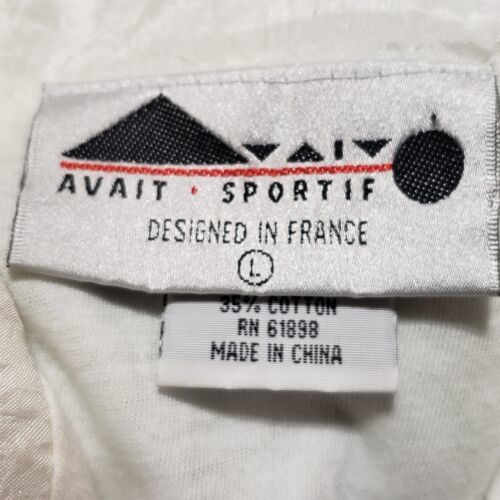 AVAIT • SPORTIF
DESIGNED IN FRANCE
L
35% COTTON
RN 61898
MADE IN CHINA